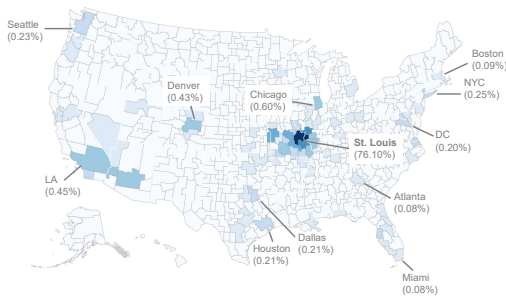 Seattle
(0.23%)
Boston
(0.09%)
NYC
(0.25%)
Denver
(0.43%)
Chicago
(0.60%)
DC
(0.20%)
St. Louis
(76.10%)
LA
(0.45%)
Atlanta
(0.08%)
Houston
(0.21%)
Dallas
(0.21%)
Miami
(0.08%)